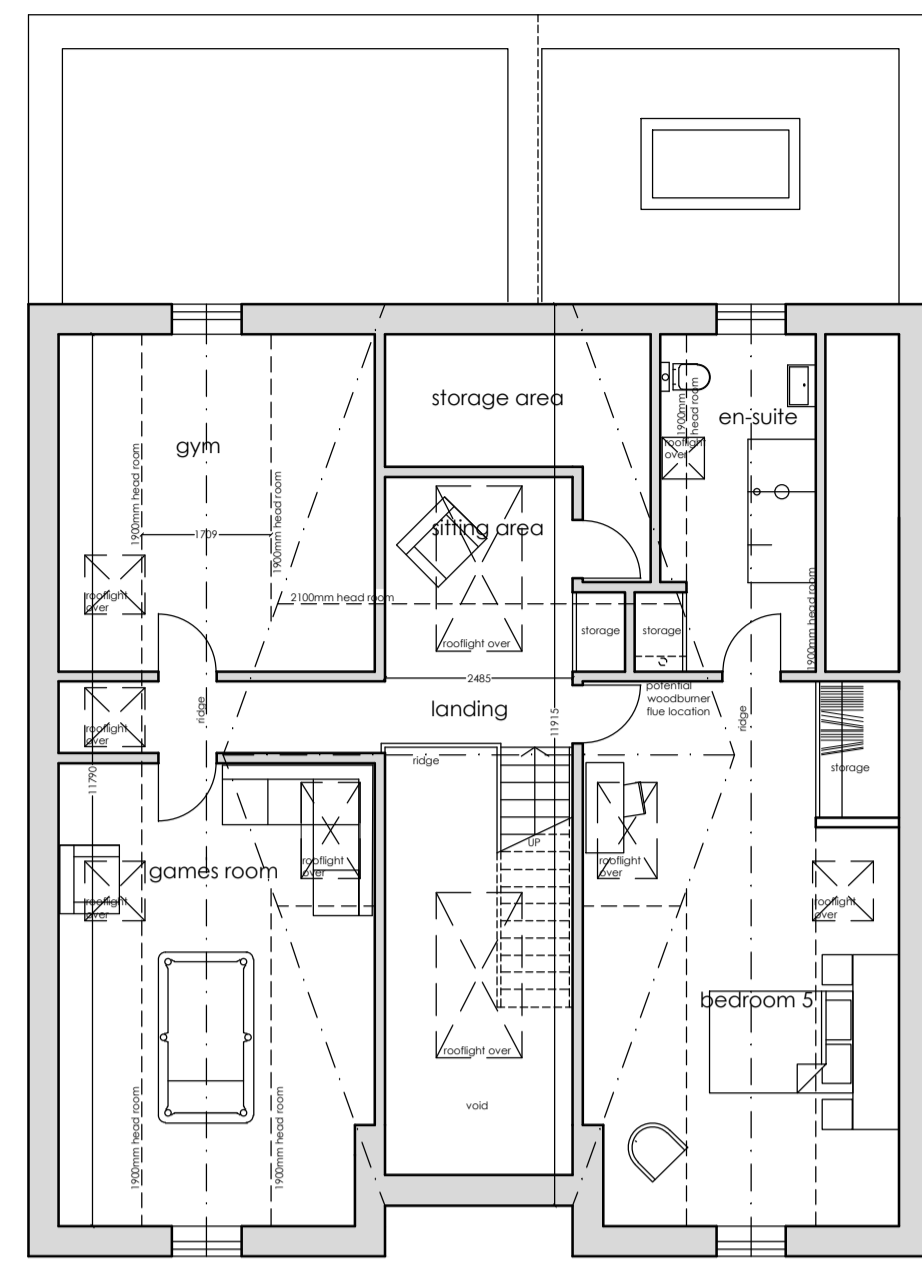 storage area
en-suite
1900mm
head room
rooflight
over
gym
1900mm head room
1900mm head room
1709
sitting area
rooflight
over
2100mm head room
1900mm head room
storage
storage
rooflight over
2485
potential
woodburner
flue location
landing
ridge
11915
ridge
rooflight
over
11790
ridge
storage
UP
rooflight
over
rooflight
over
games room
rooflight
over
rooflight
over
bedroom 5
rooflight over
void
1900mm head room
1900mm head room